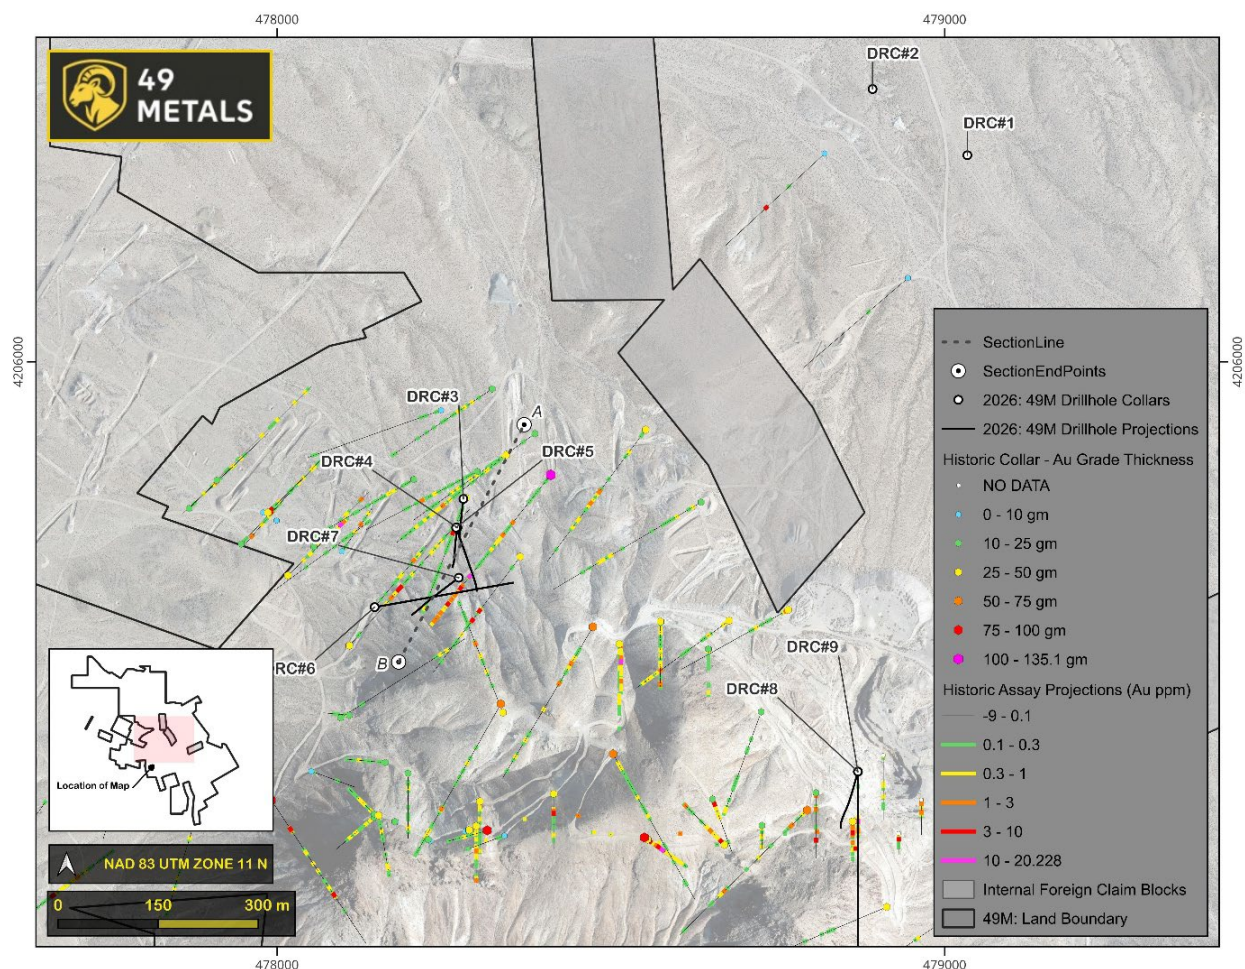 478000
479000
49
METALS
DRC#2
DRC#1
4206000
4206000
DRC#3
A
DRC#4
DRC#5
DRC#7
DRC#6
B
DRC#9
DRC#8
SectionLine
SectionEndPoints
2026: 49M Drillhole Collars
2026: 49M Drillhole Projections
Historic Collar - Au Grade Thickness
NO DATA
0 - 10 gm
10 - 25 gm
25 - 50 gm
50 - 75 gm
75 - 100 gm
100 - 135.1 gm
Historic Assay Projections (Au ppm)
-9 - 0.1
0.1 - 0.3
0.3 - 1
1 - 3
3 - 10
10 - 20.228
Internal Foreign Claim Blocks
49M: Land Boundary
Location of Map
NAD 83 UTM ZONE 11 N
0 150 300 m
478000
479000